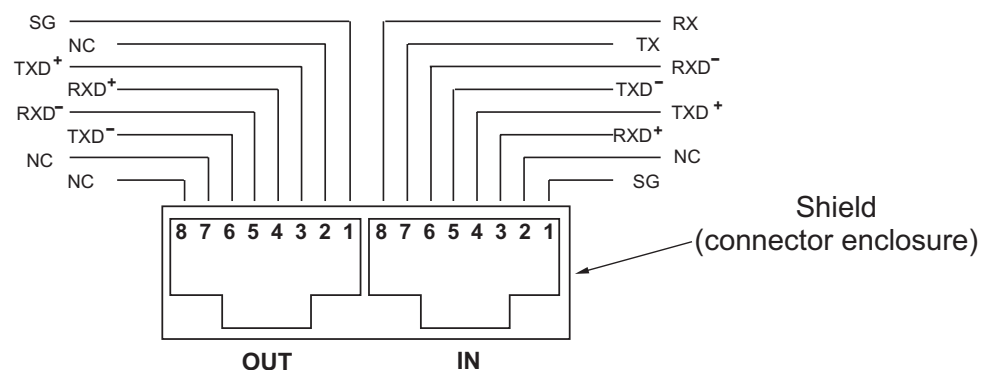 SG
NC
TXD+
RXD+
RXD-
TXD-
NC
NC
RX
TX
RXD-
TXD-
TXD+
RXD+
NC
SG
Shield
(connector enclosure)
8 7 6 5 4 3 2 1
8 7 6 5 4 3 2 1
OUT
IN